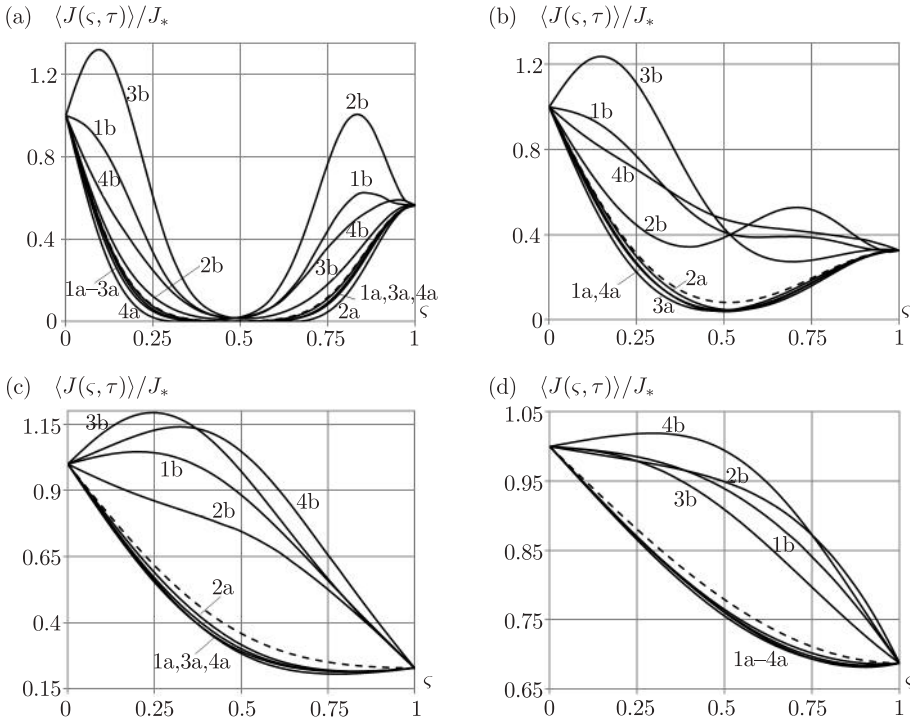 (a) ⟨J(ς, τ)⟩/J∗
1.2
0.8
0.4
0
0 0.25 0.5 0.75 1
ς
3b
1b
4b
2b
1a–3a
4a
2b
1b
4b
3b
1a,3a,4a
2a
(b) ⟨J(ς, τ)⟩/J∗
1.2
0.8
0.4
0
0 0.25 0.5 0.75 1
ς
3b
1b
4b
2b
2a
1a,4a
3a
(c) ⟨J(ς, τ)⟩/J∗
1.15
0.9
0.65
0.4
0.15
0 0.25 0.5 0.75 1
ς
3b
1b
4b
2b
2a
1a,3a,4a
(d) ⟨J(ς, τ)⟩/J∗
1.05
0.95
0.85
0.75
0.65
0 0.25 0.5 0.75 1
ς
4b
2b
3b
1b
1a–4a